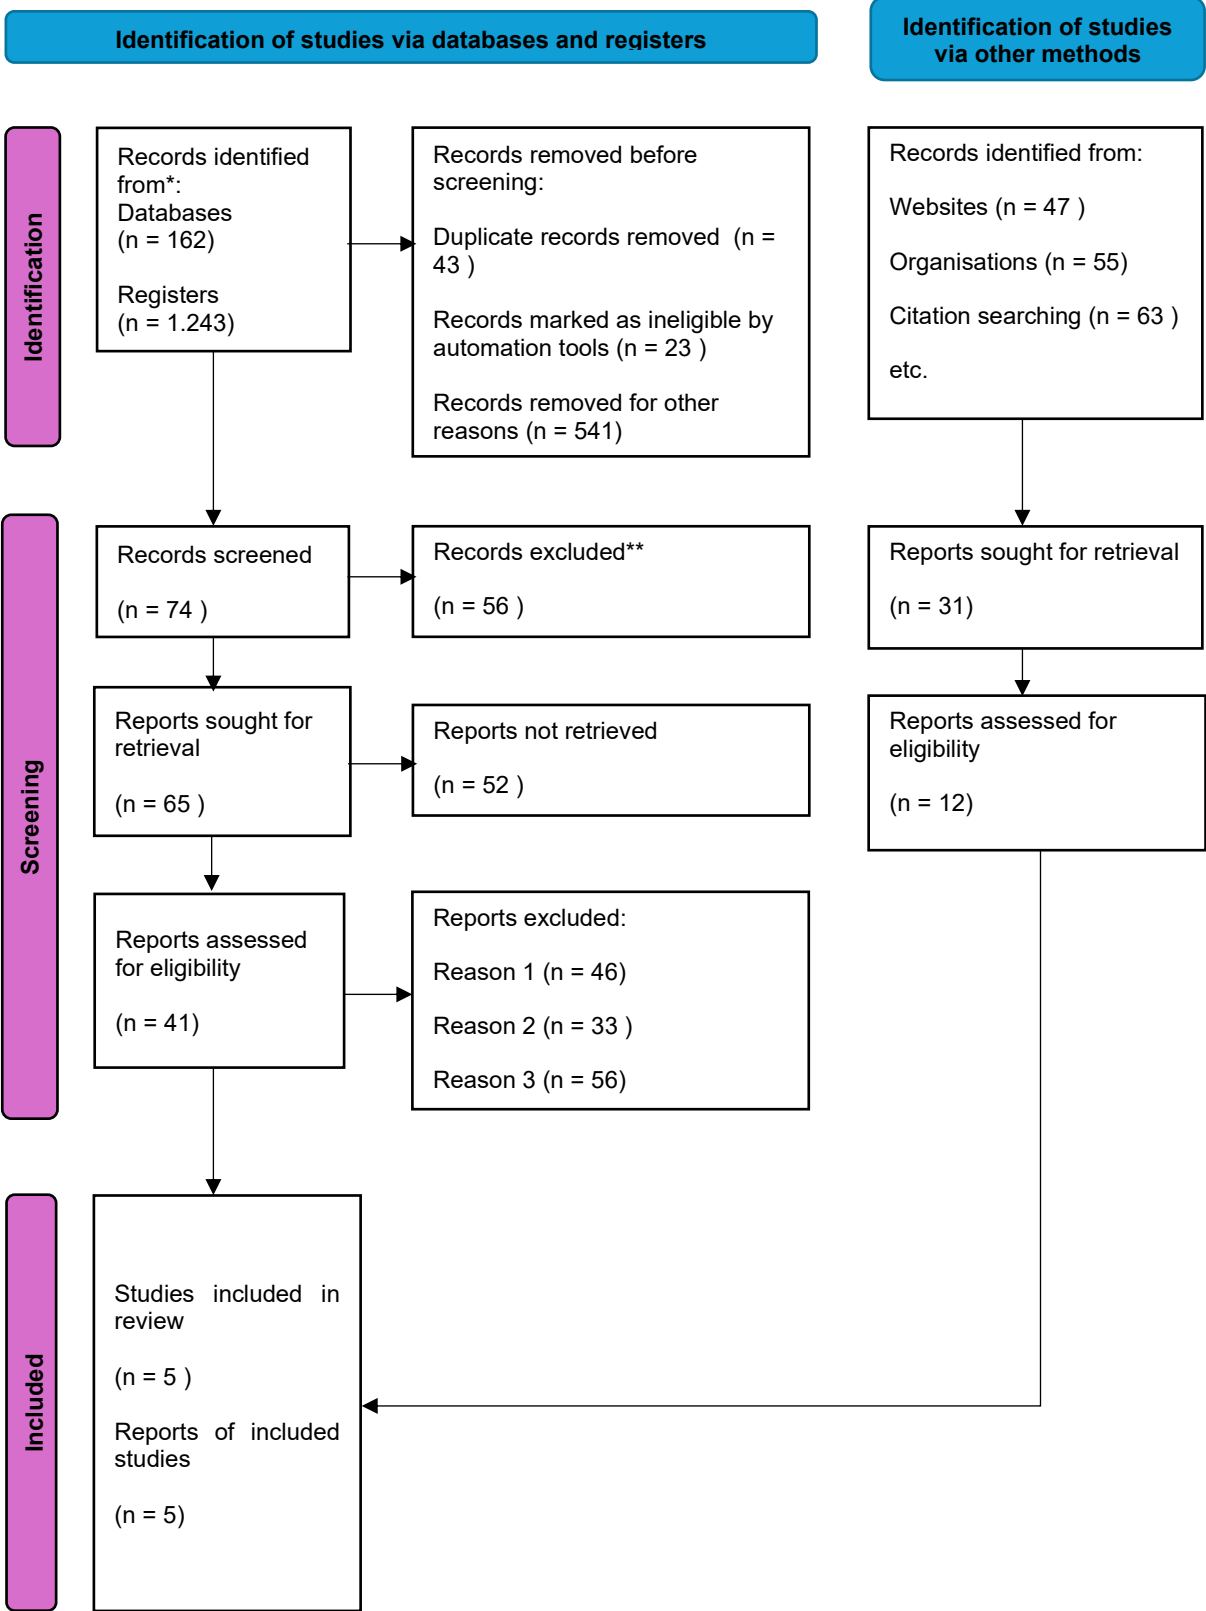 Identification of studies via databases and registers
Identification of studies
via other methods
Identification
Records identified
from*:
Databases
(n = 162)
Registers
(n = 1.243)
Records removed before
screening:
Duplicate records removed  (n =
43 )
Records marked as ineligible by
automation tools (n = 23 )
Records removed for other
reasons (n = 541)
Records identified from:
Websites (n = 47 )
Organisations (n = 55)
Citation searching (n = 63 )
etc.
Screening
Records screened
(n = 74 )
Records excluded**
(n = 56 )
Reports sought for retrieval
(n = 31)
Reports sought for
retrieval
(n = 65 )
Reports not retrieved
(n = 52 )
Reports assessed for
eligibility
(n = 12)
Reports assessed
for eligibility
(n = 41)
Reports excluded:
Reason 1 (n = 46)
Reason 2 (n = 33 )
Reason 3 (n = 56)
Included
Studies included in
review
(n = 5 )
Reports of included
studies
(n = 5)